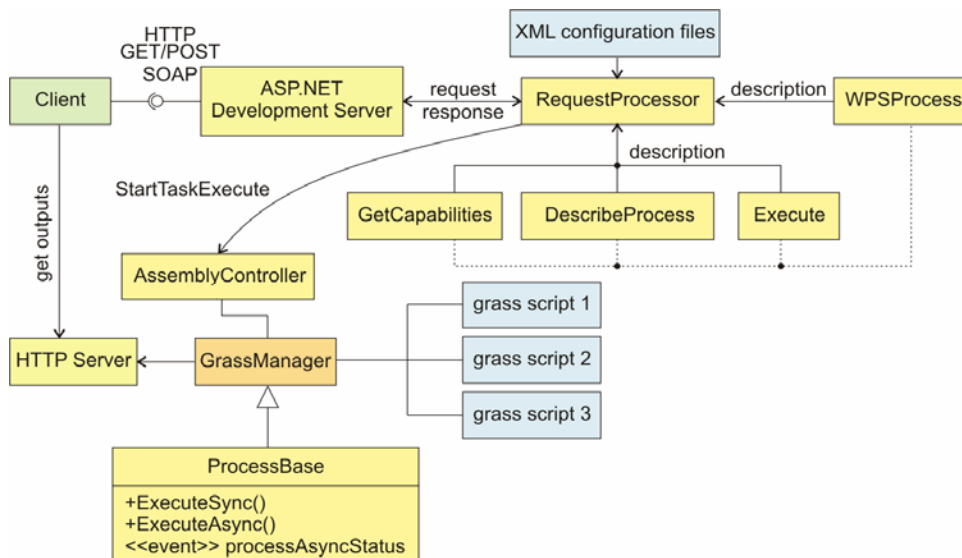 HTTP
GET/POST
SOAP
XML configuration files
Client
ASP.NET
Development Server
request
response
RequestProcessor
description
WPSProcess
description
StartTaskExecute
GetCapabilities
DescribeProcess
Execute
get outputs
AssemblyController
grass script 1
HTTP Server
GrassManager
grass script 2
grass script 3
ProcessBase
+ExecuteSync()
+ExecuteAsync()
<<event>> processAsyncStatus